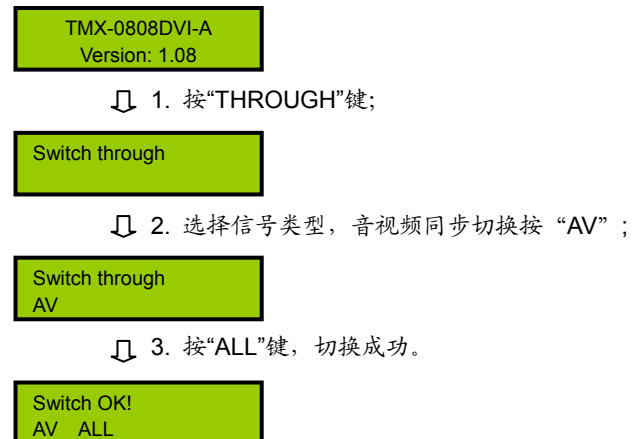 TMX-0808DVI-A
Version: 1.08
1. 按“THROUGH”键;
Switch through
2. 选择信号类型，音视频同步切换按“AV”;
Switch through
AV
3. 按“ALL”键，切换成功。
Switch OK!
AV ALL